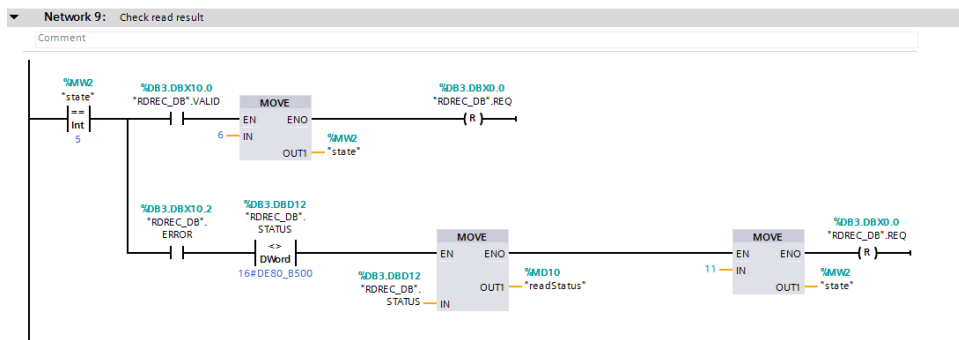 Network 9: Check read result
Comment
%MW2
"state"
==
Int
5
%DB3.DBX10.0
"RDREC_DB".VALID
MOVE
EN ENO
6 IN
OUT1
%MW2
"state"
%DB3.DBX0.0
"RDREC_DB".REQ
R
%DB3.DBX10.2
"RDREC_DB".
ERROR
%DB3.DBD12
"RDREC_DB".
STATUS
<>
DWord
16#DE80_B500
MOVE
EN ENO
%DB3.DBD12
"RDREC_DB".
STATUS IN
OUT1
%MD10
"readStatus"
MOVE
EN ENO
11 IN
OUT1
%MW2
"state"
%DB3.DBX0.0
"RDREC_DB".REQ
R